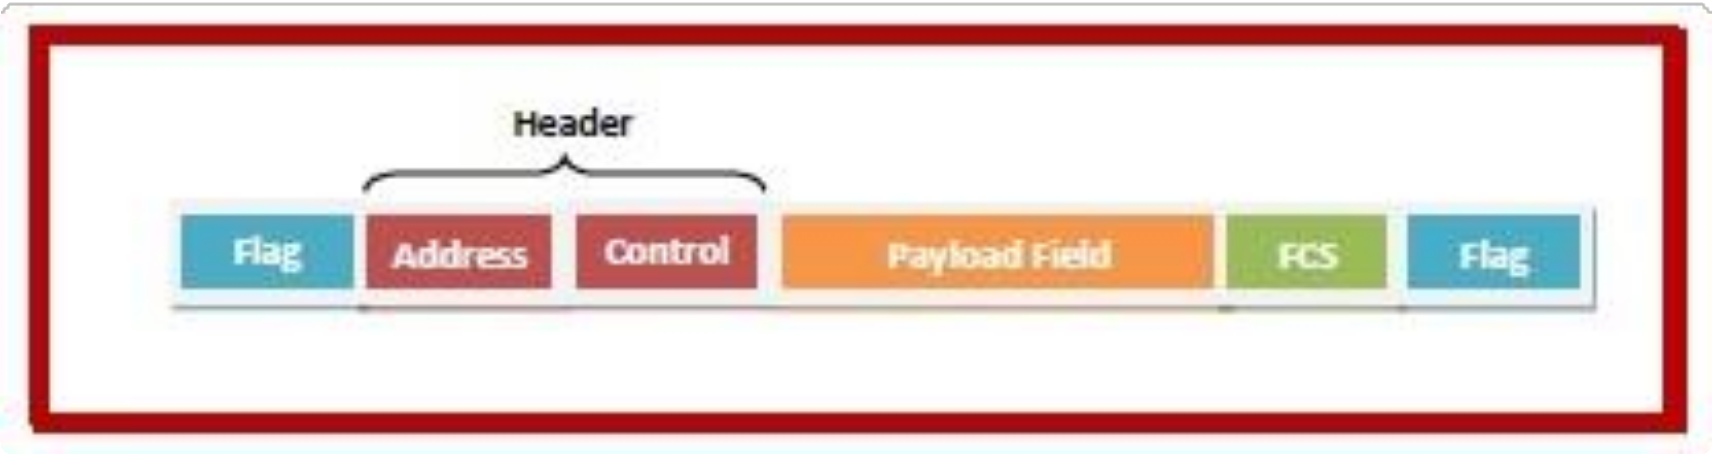 Header
Flag Address Control Payload Field FCS Flag